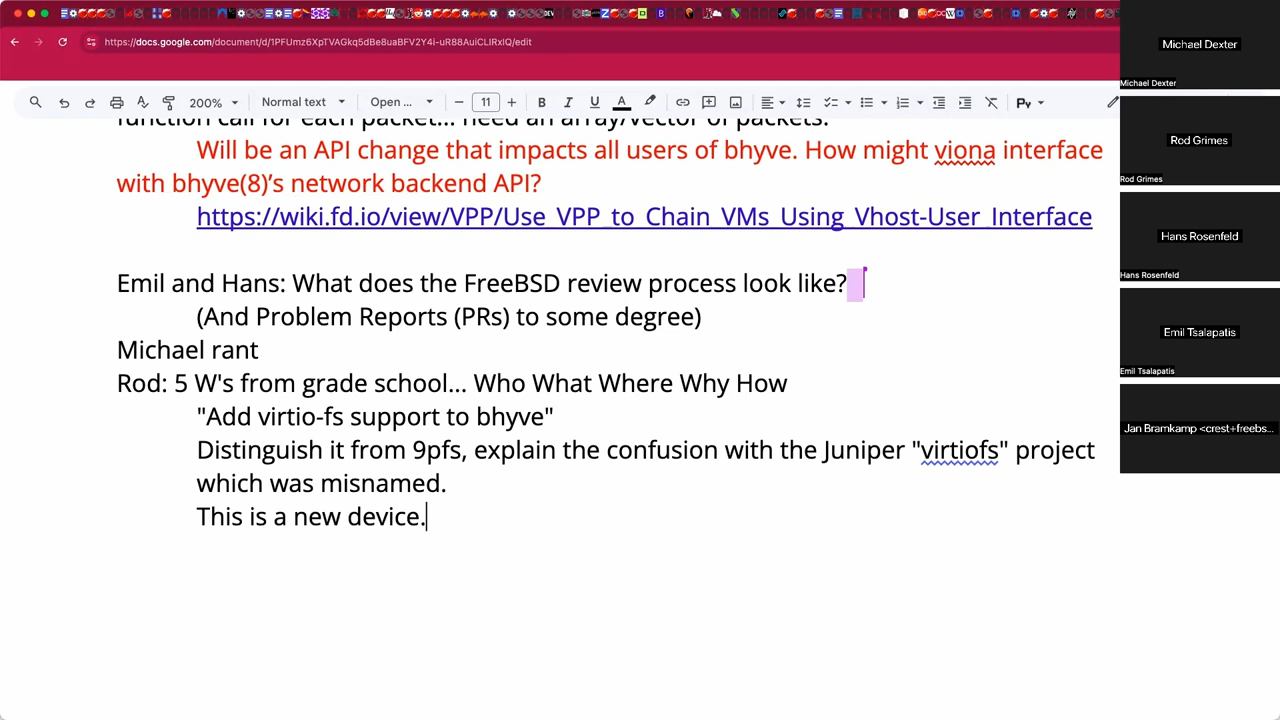 https://docs.google.com/document/d/1PFUmz6XpTVAGkq5dBe8uaBFV2Y4i-uR88AuiCLIRxIQ/edit
200%
Normal text
Open ...
11
function call for each packet... need an array/vector of packets.
Will be an API change that impacts all users of bhyve. How might viona interface
with bhyve(8)’s network backend API?
https://wiki.fd.io/view/VPP/Use_VPP_to_Chain_VMs_Using_Vhost-User_Interface
Emil and Hans: What does the FreeBSD review process look like?
(And Problem Reports (PRs) to some degree)
Michael rant
Rod: 5 W's from grade school... Who What Where Why How
"Add virtio-fs support to bhyve"
Distinguish it from 9pfs, explain the confusion with the Juniper "virtiofs" project
which was misnamed.
This is a new device.
Michael Dexter
Michael Dexter
Rod Grimes
Rod Grimes
Hans Rosenfeld
Hans Rosenfeld
Emil Tsalapatis
Emil Tsalapatis
Jan Bramkamp <crest+freebs...